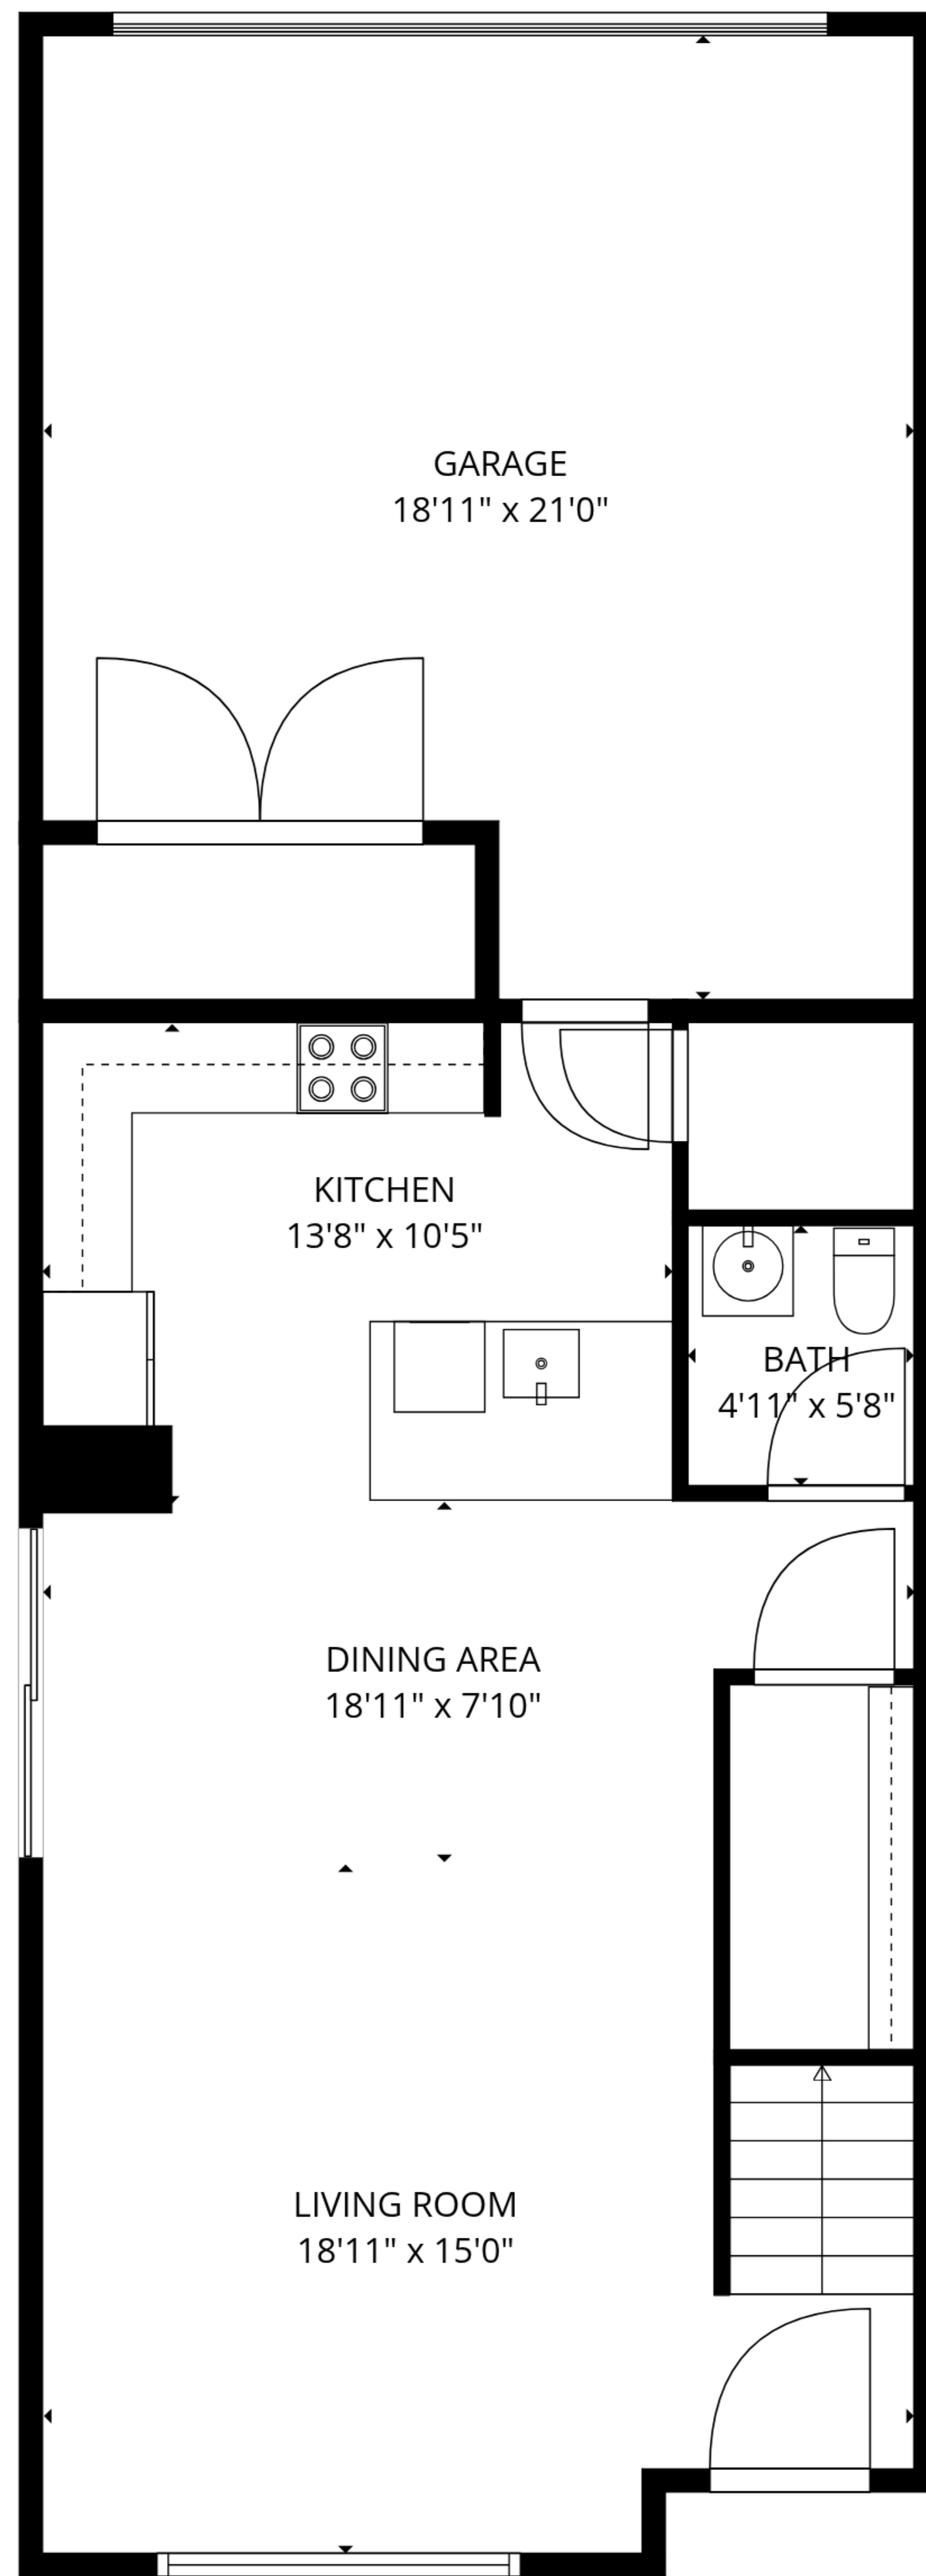 GARAGE
18'11" x 21'0"
KITCHEN
13'8" x 10'5"
BATH
4'11" x 5'8"
DINING AREA
18'11" x 7'10"
LIVING ROOM
18'11" x 15'0"